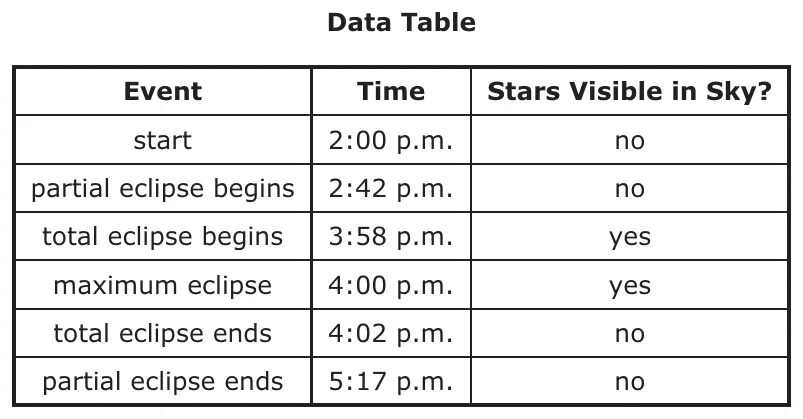 Data Table
Event Time Stars Visible in Sky?
start 2:00 p.m. no
partial eclipse begins 2:42 p.m. no
total eclipse begins 3:58 p.m. yes
maximum eclipse 4:00 p.m. yes
total eclipse ends 4:02 p.m. no
partial eclipse ends 5:17 p.m. no